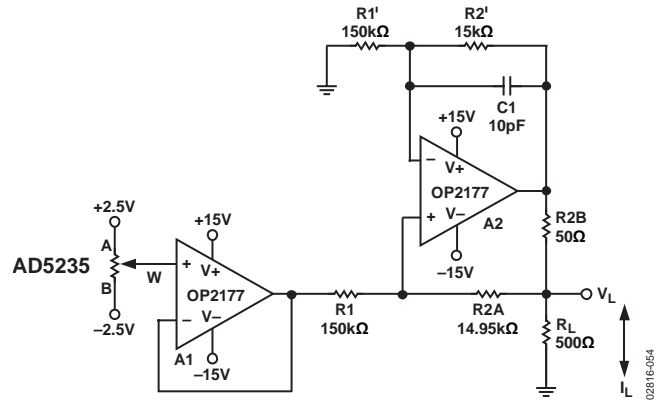 R1' 150kΩ
R2' 15kΩ
C1 10pF
+15V
− V+
OP2177
+ V− A2
−15V
R2B 50Ω
+2.5V
A
AD5235
B
W
−2.5V
+15V
+ V+
OP2177
− V−
A1
−15V
R1 150kΩ
R2A 14.95kΩ
VL
RL 500Ω
IL
02816-054